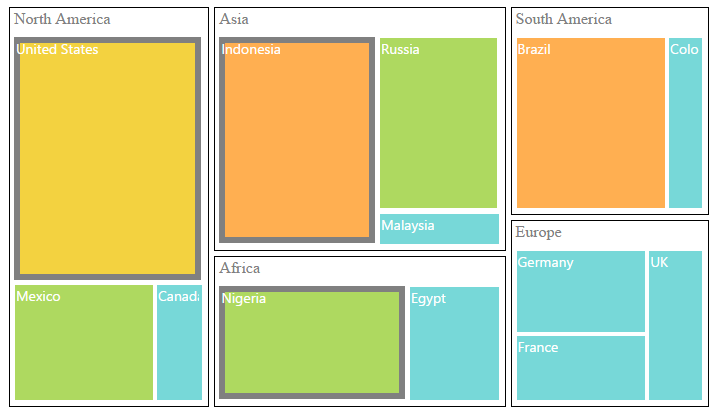 North America
United States
Mexico
Canada
Asia
Indonesia
Russia
Malaysia
Africa
Nigeria
Egypt
South America
Brazil
Colo
Europe
Germany
France
UK